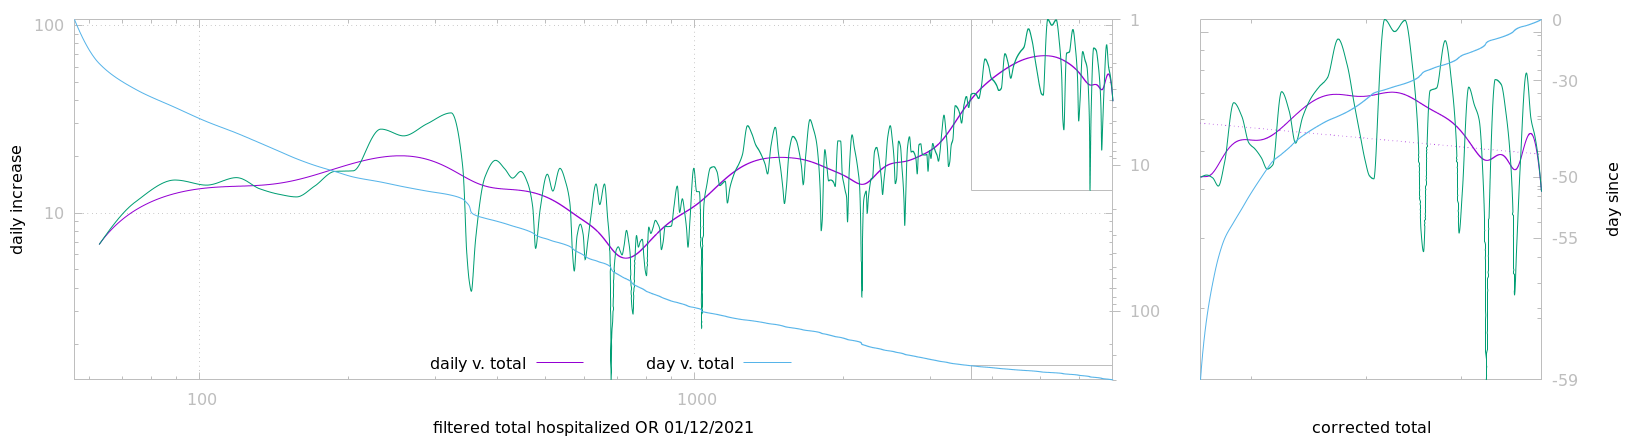 100
10
daily increase
100
1000
filtered total hospitalized OR 01/12/2021
daily v. total
day v. total
1
10
100
0
-30
-50
-55
-59
day since
corrected total